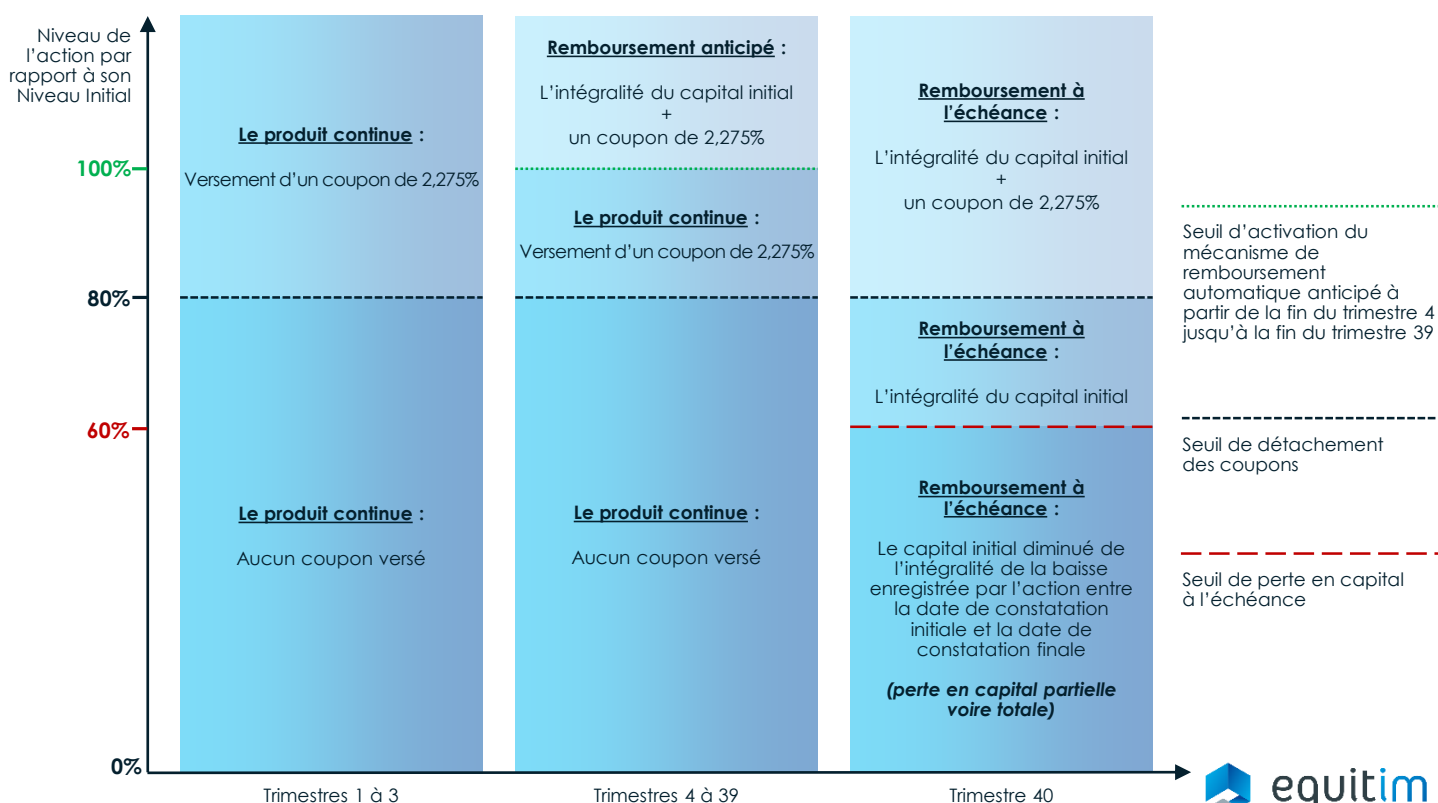 Niveau de
l'action par
rapport à son
Niveau Initial
100%
80%
60%
0%
Le produit continue :
Versement d'un coupon de 2,275%
Le produit continue :
Aucun coupon versé
Trimestres 1 à 3
Remboursement anticipé :
L'intégralité du capital initial
+
un coupon de 2,275%
Le produit continue :
Versement d'un coupon de 2,275%
Le produit continue :
Aucun coupon versé
Trimestres 4 à 39
Remboursement à
l'échéance :
L'intégralité du capital initial
+
un coupon de 2,275%
Remboursement à
l'échéance :
L'intégralité du capital initial
Remboursement à
l'échéance :
Le capital initial diminué de
l'intégralité de la baisse
enregistrée par l'action entre
la date de constatation
initiale et la date de
constatation finale
(perte en capital partielle
voire totale)
Trimestre 40
Seuil d'activation du
mécanisme de
remboursement
automatique anticipé à
partir de la fin du trimestre 4
jusqu'à la fin du trimestre 39
Seuil de détachement
des coupons
Seuil de perte en capital
à l'échéance
equitim